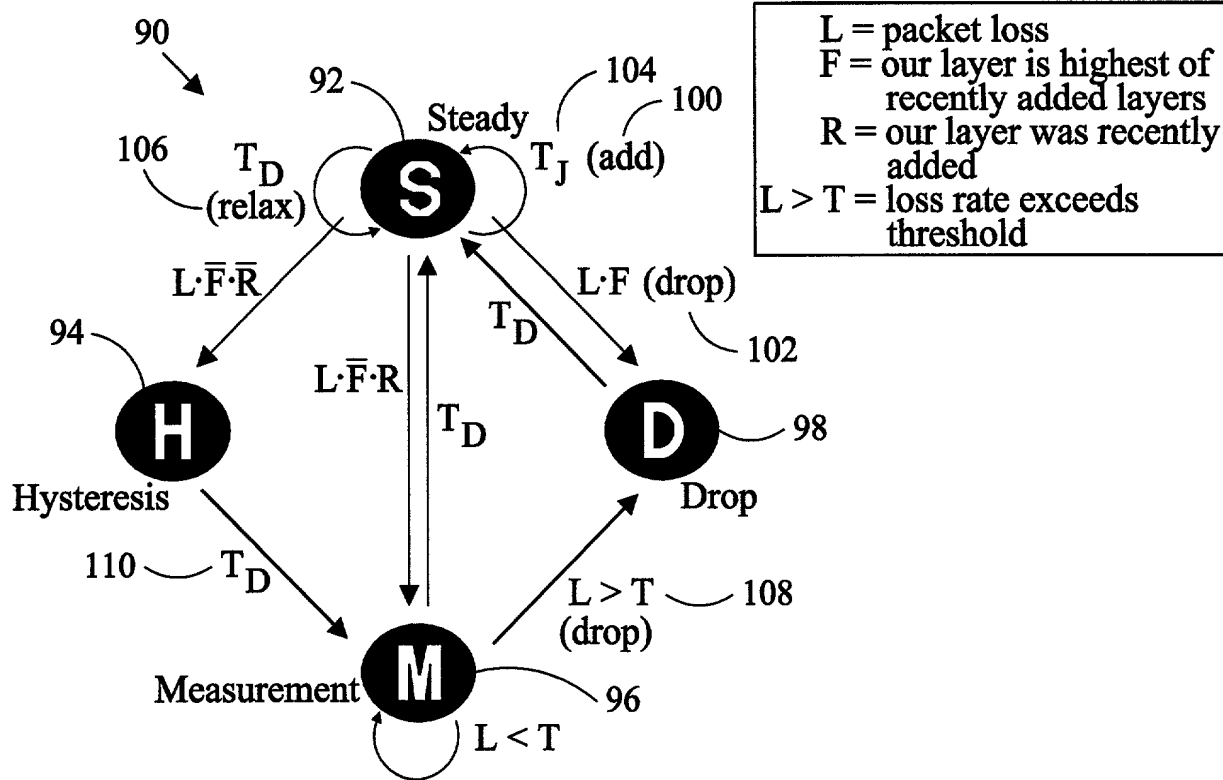 90
L = packet loss
F = our layer is highest of
recently added layers
R = our layer was recently
added
L > T = loss rate exceeds
threshold
92
104
100
Steady
106
T_D
(relax)
S
T_J (add)
L·F̅·R̅
L·F (drop)
T_D
102
94
L·F̅·R
T_D
H
D
98
Hysteresis
Drop
110
T_D
L > T
108
(drop)
M
Measurement
96
L < T